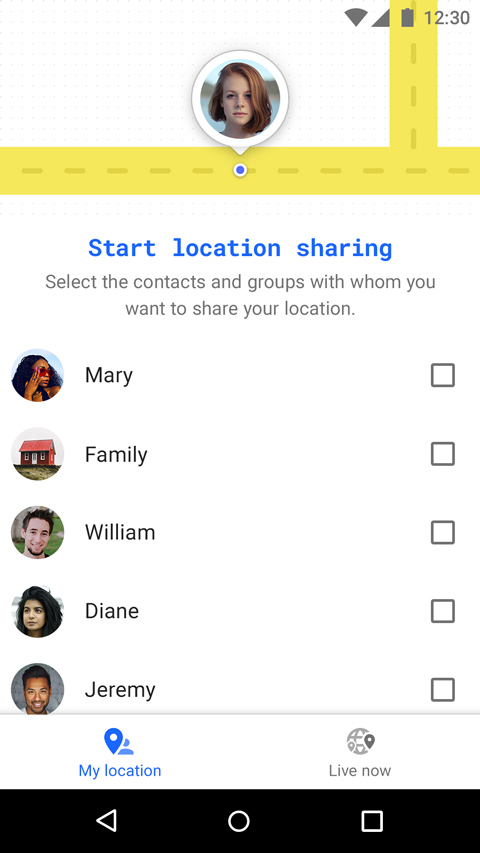 12:30
Start location sharing
Select the contacts and groups with whom you
want to share your location.
Mary
Family
William
Diane
Jeremy
My location
Live now